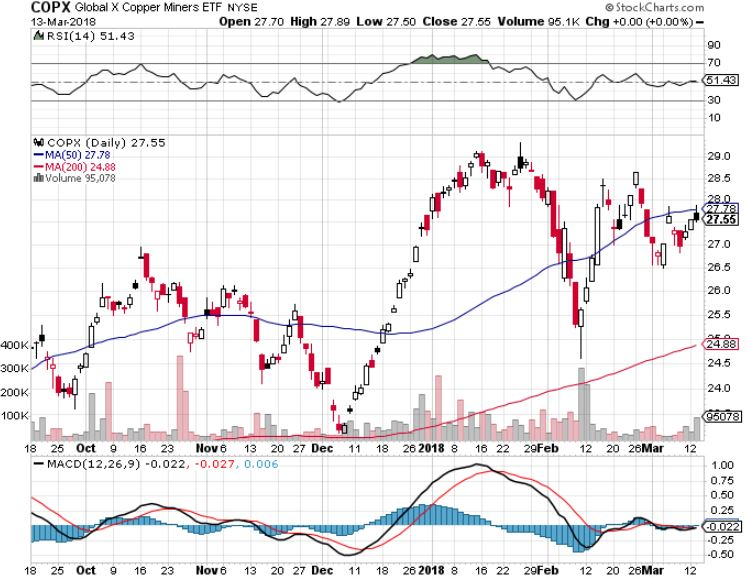 COPX Global X Copper Miners ETF NYSE © StockCharts.com
13-Mar-2018 Open 27.70 High 27.89 Low 27.50 Close 27.55 Volume 95.1K Chg +0.00 (+0.00%)
RSI(14) 51.43
90
70
51.43
30
10
COPX (Daily) 27.55
MA(50) 27.78
MA(200) 24.88
Volume 95,078
29.0
28.5
28.0
27.78
27.55
27.0
26.5
26.0
25.5
25.0
24.88
24.5
24.0
400K
300K
200K
100K
95078
18 25 Oct 9 16 23 Nov 6 13 20 27 Dec 11 18 26 2018 8 16 22 29 Feb 12 20 26 Mar 12
MACD(12,26,9) -0.022, -0.027, 0.006
1.00
0.75
0.50
0.25
-0.022
-0.25
-0.50
18 25 Oct 9 16 23 Nov 6 13 20 27 Dec 11 18 26 2018 8 16 22 29 Feb 12 20 26 Mar 12